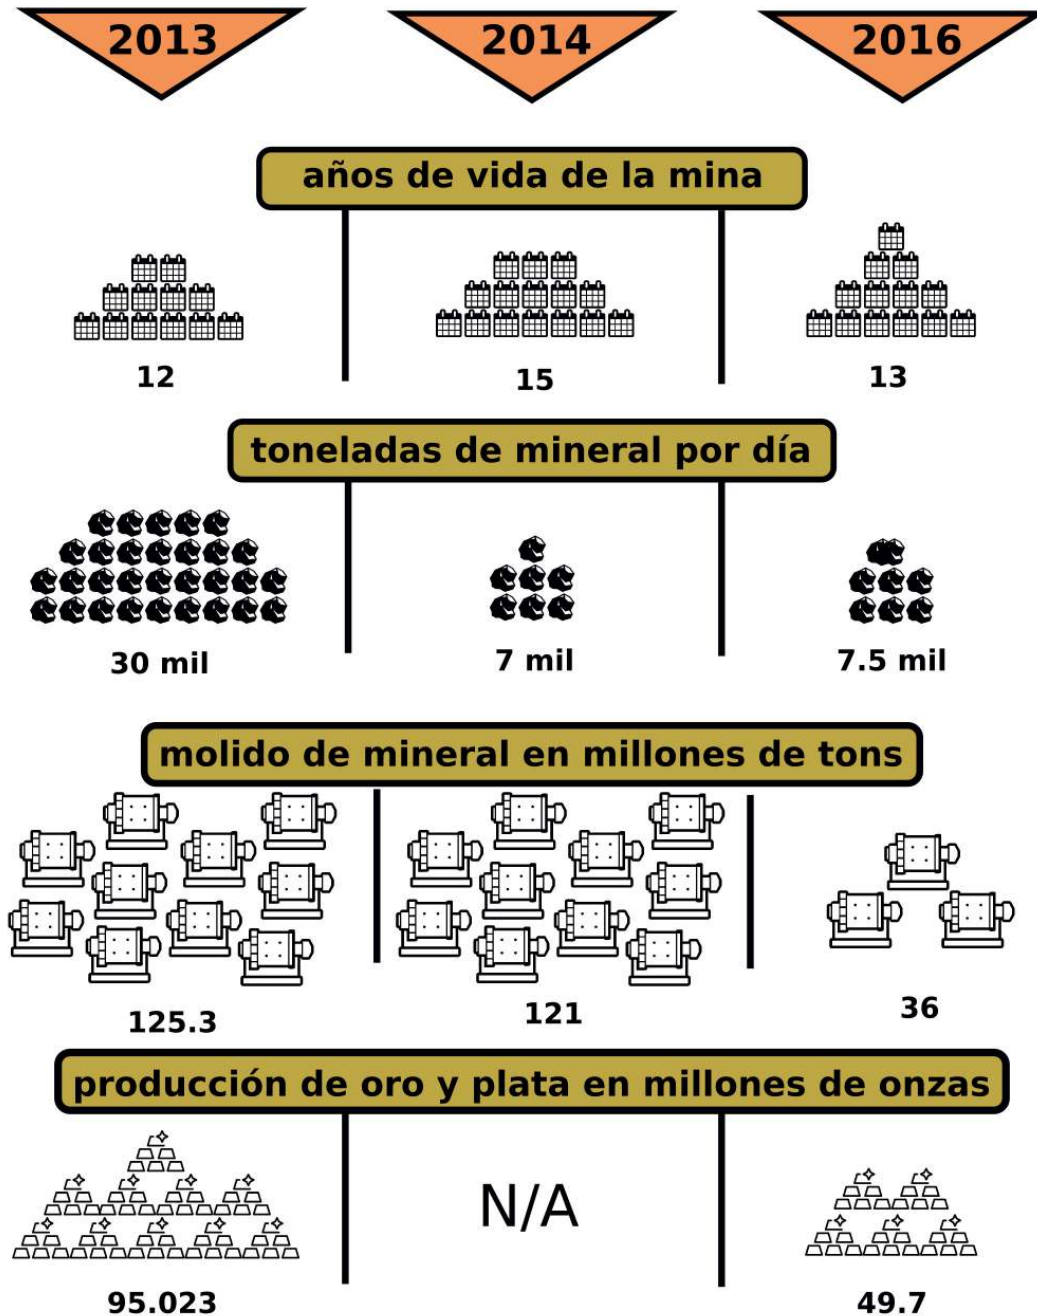 2013
2014
2016
años de vida de la mina
12
15
13
toneladas de mineral por día
30 mil
7 mil
7.5 mil
molido de mineral en millones de tons
125.3
121
36
producción de oro y plata en millones de onzas
N/A
95.023
49.7